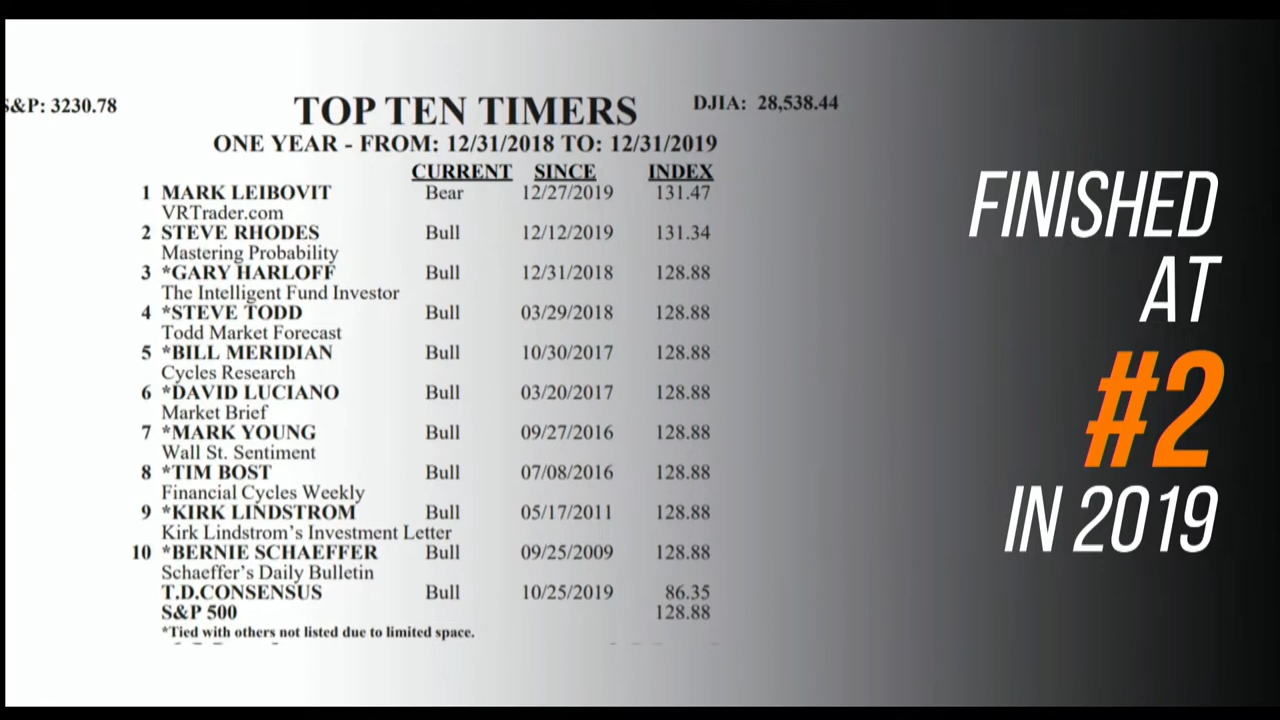 S&P: 3230.78
TOP TEN TIMERS
DJIA: 28,538.44
ONE YEAR - FROM: 12/31/2018 TO: 12/31/2019
CURRENT SINCE INDEX
1 MARK LEIBOVIT Bear 12/27/2019 131.47
VRTrader.com
2 STEVE RHODES Bull 12/12/2019 131.34
Mastering Probability
3 *GARY HARLOFF Bull 12/31/2018 128.88
The Intelligent Fund Investor
4 *STEVE TODD Bull 03/29/2018 128.88
Todd Market Forecast
5 *BILL MERIDIAN Bull 10/30/2017 128.88
Cycles Research
6 *DAVID LUCIANO Bull 03/20/2017 128.88
Market Brief
7 *MARK YOUNG Bull 09/27/2016 128.88
Wall St. Sentiment
8 *TIM BOST Bull 07/08/2016 128.88
Financial Cycles Weekly
9 *KIRK LINDSTROM Bull 05/17/2011 128.88
Kirk Lindstrom's Investment Letter
10 *BERNIE SCHAEFFER Bull 09/25/2009 128.88
Schaeffer's Daily Bulletin
T.D.CONSENSUS Bull 10/25/2019 86.35
S&P 500 128.88
*Tied with others not listed due to limited space.
FINISHED
AT
#2
IN 2019